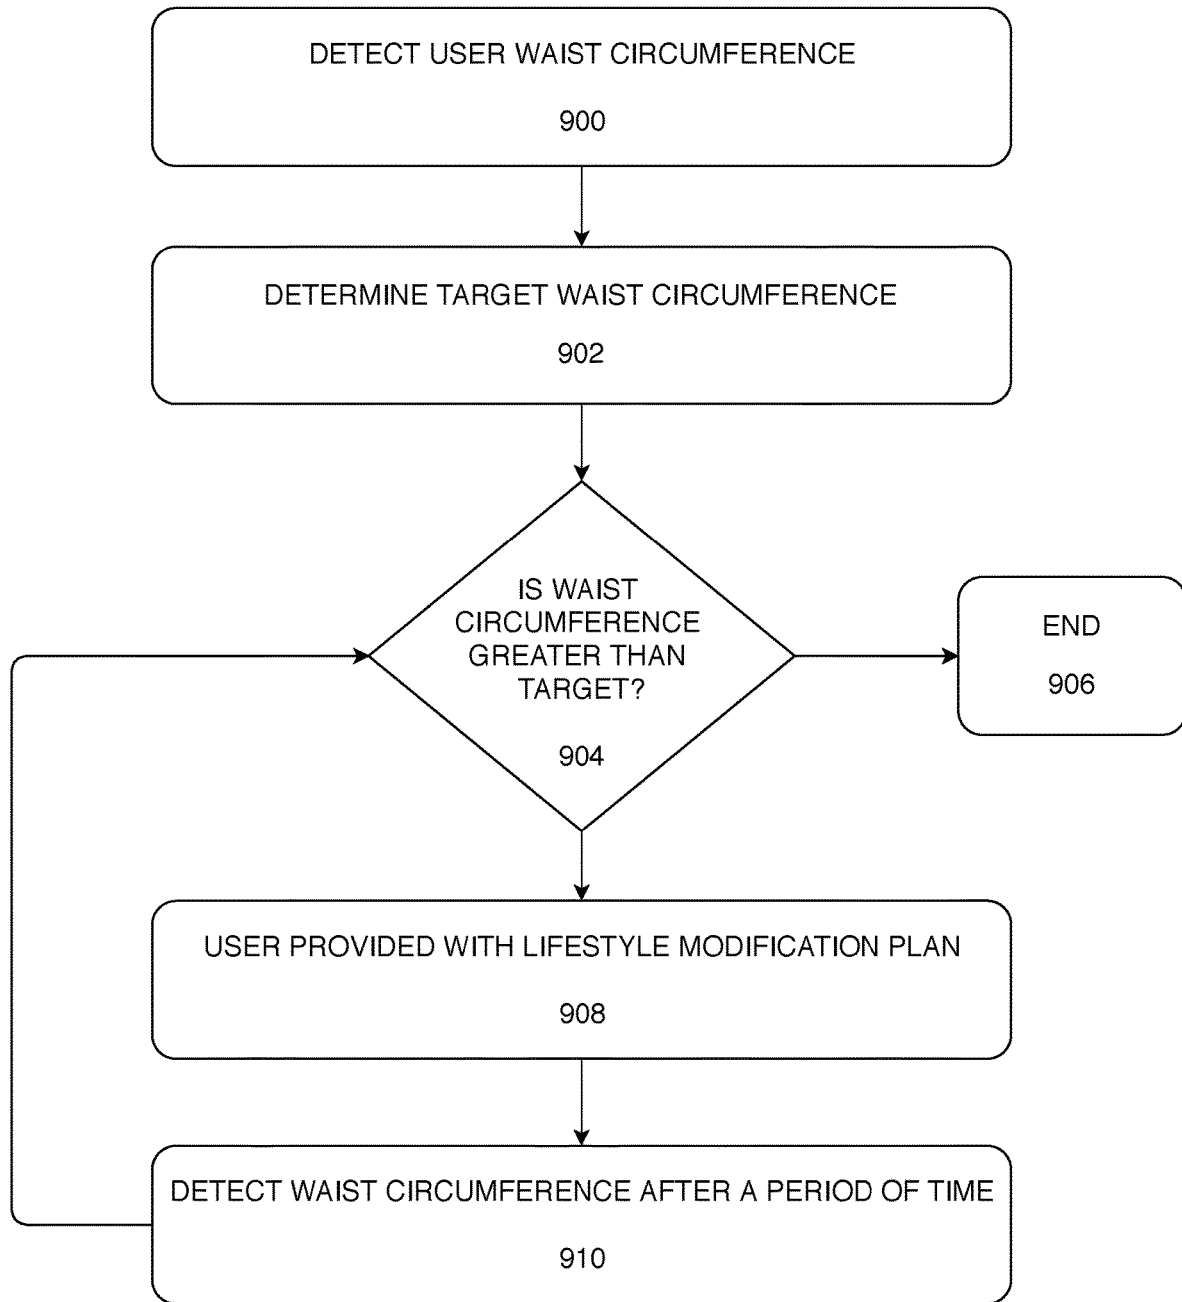 DETECT USER WAIST CIRCUMFERENCE
900
DETERMINE TARGET WAIST CIRCUMFERENCE
902
IS WAIST
CIRCUMFERENCE
GREATER THAN
TARGET?
904
END
906
USER PROVIDED WITH LIFESTYLE MODIFICATION PLAN
908
DETECT WAIST CIRCUMFERENCE AFTER A PERIOD OF TIME
910